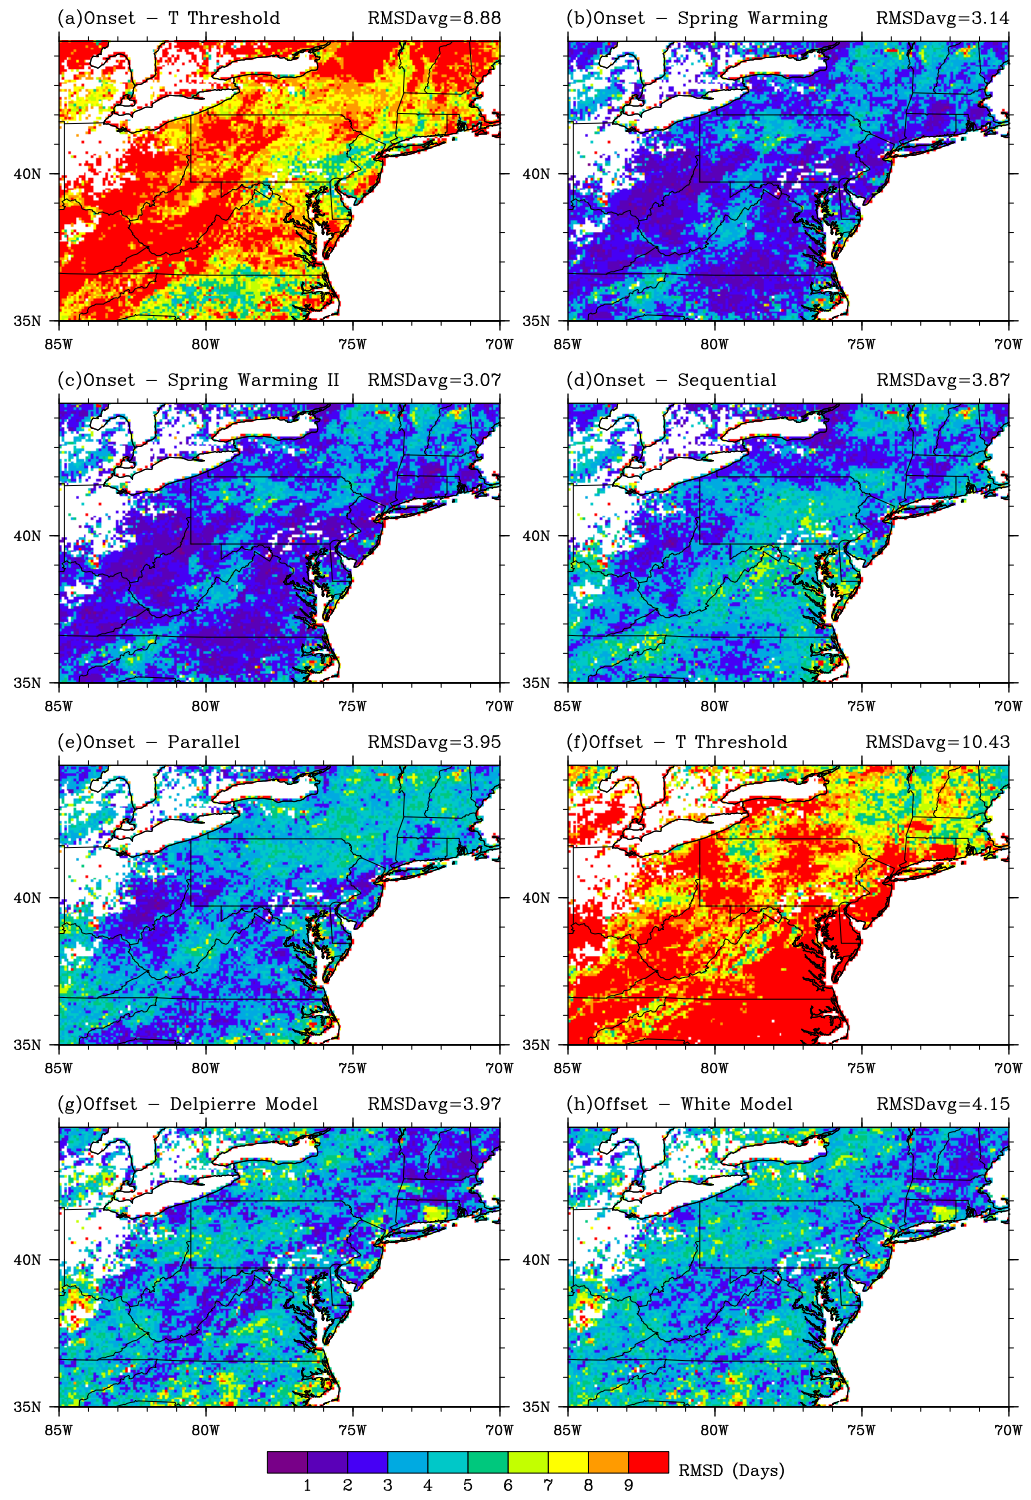 (a)Onset – T Threshold RMSDavg=8.88
(b)Onset – Spring Warming RMSDavg=3.14
40N
35N
85W 80W 75W 70W
40N
35N
85W 80W 75W 70W
(c)Onset – Spring Warming II RMSDavg=3.07
(d)Onset – Sequential RMSDavg=3.87
40N
35N
85W 80W 75W 70W
40N
35N
85W 80W 75W 70W
(e)Onset – Parallel RMSDavg=3.95
(f)Offset – T Threshold RMSDavg=10.43
40N
35N
85W 80W 75W 70W
40N
35N
85W 80W 75W 70W
(g)Offset – Delpierre Model RMSDavg=3.97
(h)Offset – White Model RMSDavg=4.15
40N
35N
85W 80W 75W 70W
40N
35N
85W 80W 75W 70W
1 2 3 4 5 6 7 8 9
RMSD (Days)